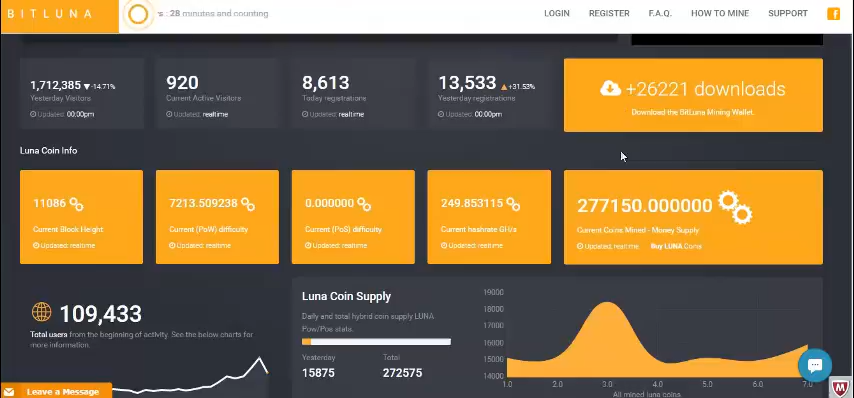 BITLUNA
rs : 28 minutes and counting
LOGIN
REGISTER
F.A.Q.
HOW TO MINE
SUPPORT
1,712,385 -14.71%
Yesterday Visitors
Updated: 00:00pm
920
Current Active Visitors
Updated: realtime
8,613
Today registrations
Updated: realtime
13,533 +31.53%
Yesterday registrations
Updated: 00:00pm
+26221 downloads
Download the BitLuna Mining Wallet.
Luna Coin Info
11086
Current Block Height
Updated: realtime
7213.509238
Current (PoW) difficulty
Updated: realtime
0.000000
Current (PoS) difficulty
Updated: realtime
249.853115
Current hashrate GH/s
Updated: realtime
277150.000000
Current Coins Mined - Money Supply
Updated: realtime Buy LUNA Coins
109,433
Total users from the beginning of activity. See the below charts for
more information.
Luna Coin Supply
Daily and total hybrid coin supply LUNA
Pow/Pos stats.
Yesterday Total
15875 272575
19000
18000
17000
16000
15000
14000
1.0 2.0 3.0 4.0 5.0 6.0 7.0
All mined luna coins.
Leave a Message